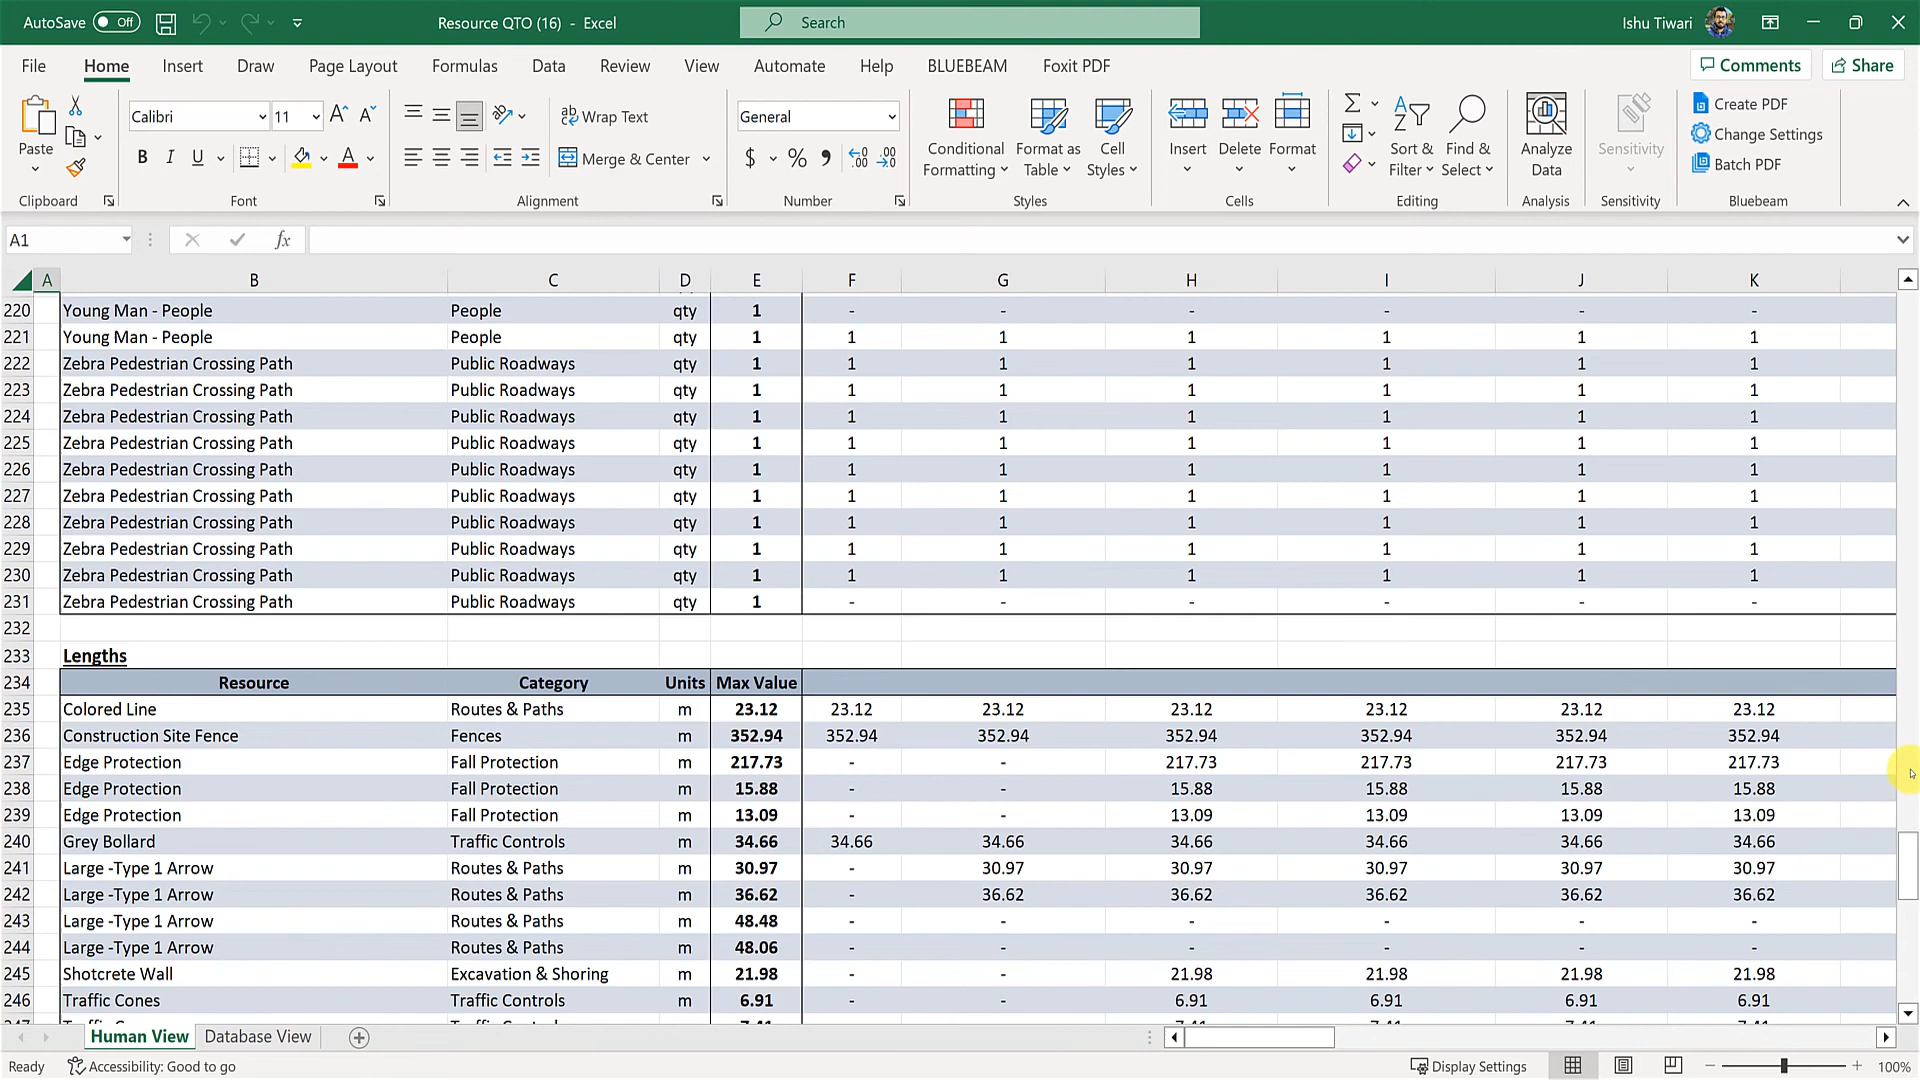 AutoSave Off Resource QTO (16) - Excel Search Ishu Tiwari
File Home Insert Draw Page Layout Formulas Data Review View Automate Help BLUEBEAM Foxit PDF Comments Share
Paste Calibri 11 Wrap Text General Conditional Formatting Format as Table Cell Styles Insert Delete Format Sort & Filter Find & Select Analyze Data Sensitivity Create PDF
B I U A Merge & Center $ % Change Settings
Batch PDF
Clipboard Font Alignment Number Styles Cells Editing Analysis Sensitivity Bluebeam
A1 fx
A B C D E F G H I J K
220 Young Man - People People qty 1 - - - - - -
221 Young Man - People People qty 1 1 1 1 1 1 1
222 Zebra Pedestrian Crossing Path Public Roadways qty 1 1 1 1 1 1 1
223 Zebra Pedestrian Crossing Path Public Roadways qty 1 1 1 1 1 1 1
224 Zebra Pedestrian Crossing Path Public Roadways qty 1 1 1 1 1 1 1
225 Zebra Pedestrian Crossing Path Public Roadways qty 1 1 1 1 1 1 1
226 Zebra Pedestrian Crossing Path Public Roadways qty 1 1 1 1 1 1 1
227 Zebra Pedestrian Crossing Path Public Roadways qty 1 1 1 1 1 1 1
228 Zebra Pedestrian Crossing Path Public Roadways qty 1 1 1 1 1 1 1
229 Zebra Pedestrian Crossing Path Public Roadways qty 1 1 1 1 1 1 1
230 Zebra Pedestrian Crossing Path Public Roadways qty 1 1 1 1 1 1 1
231 Zebra Pedestrian Crossing Path Public Roadways qty 1 - - - - - -
232
233 Lengths
234 Resource Category Units Max Value
235 Colored Line Routes & Paths m 23.12 23.12 23.12 23.12 23.12 23.12 23.12
236 Construction Site Fence Fences m 352.94 352.94 352.94 352.94 352.94 352.94 352.94
237 Edge Protection Fall Protection m 217.73 - - 217.73 217.73 217.73 217.73
238 Edge Protection Fall Protection m 15.88 - - 15.88 15.88 15.88 15.88
239 Edge Protection Fall Protection m 13.09 - - 13.09 13.09 13.09 13.09
240 Grey Bollard Traffic Controls m 34.66 34.66 34.66 34.66 34.66 34.66 34.66
241 Large -Type 1 Arrow Routes & Paths m 30.97 - 30.97 30.97 30.97 30.97 30.97
242 Large -Type 1 Arrow Routes & Paths m 36.62 - 36.62 36.62 36.62 36.62 36.62
243 Large -Type 1 Arrow Routes & Paths m 48.48 - - - - - -
244 Large -Type 1 Arrow Routes & Paths m 48.06 - - - - - -
245 Shotcrete Wall Excavation & Shoring m 21.98 - - 21.98 21.98 21.98 21.98
246 Traffic Cones Traffic Controls m 6.91 - - 6.91 6.91 6.91 6.91
Human View Database View
Ready Accessibility: Good to go Display Settings 100%